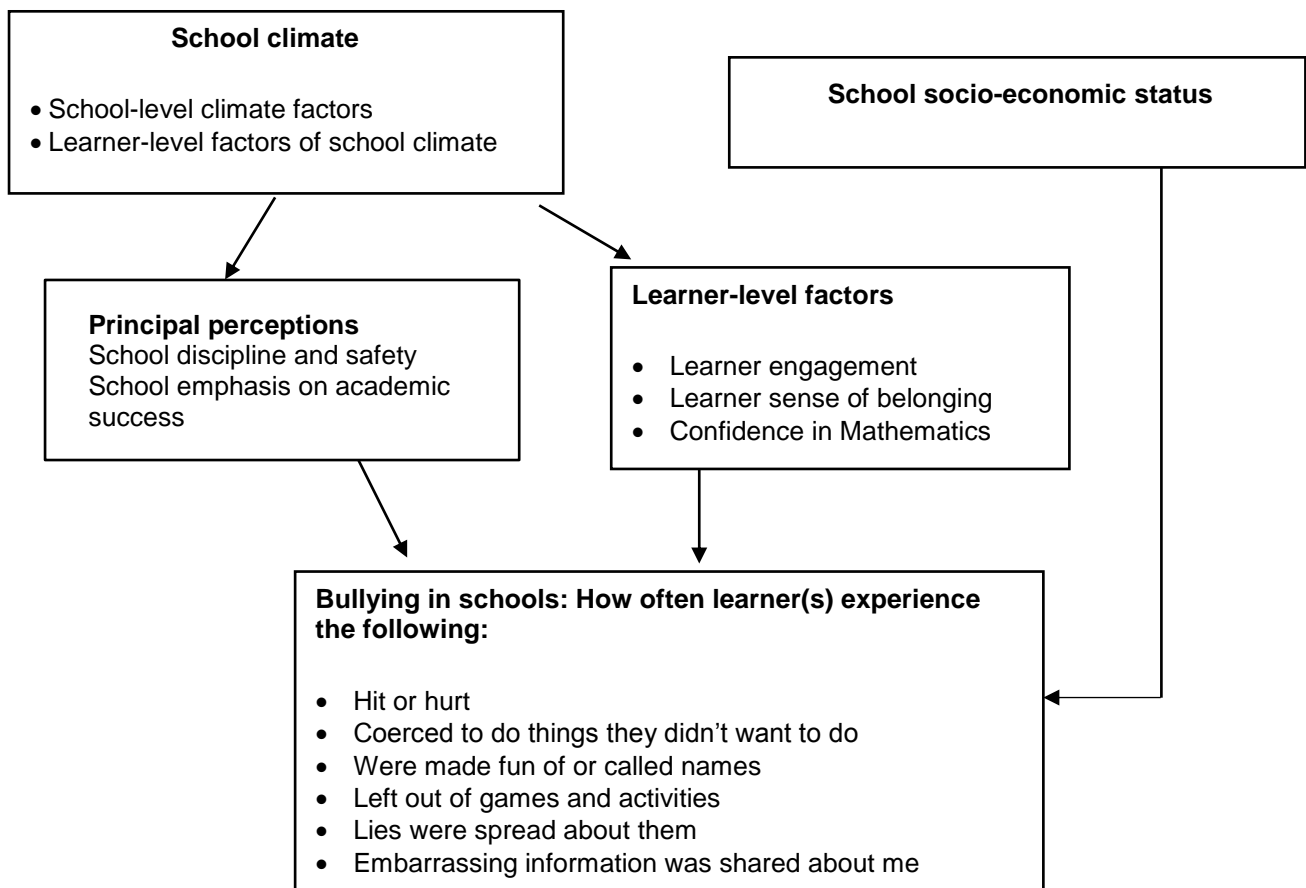 School climate
• School-level climate factors
• Learner-level factors of school climate
School socio-economic status
Principal perceptions
School discipline and safety
School emphasis on academic
success
Learner-level factors
• Learner engagement
• Learner sense of belonging
• Confidence in Mathematics
Bullying in schools: How often learner(s) experience
the following:
• Hit or hurt
• Coerced to do things they didn’t want to do
• Were made fun of or called names
• Left out of games and activities
• Lies were spread about them
• Embarrassing information was shared about me